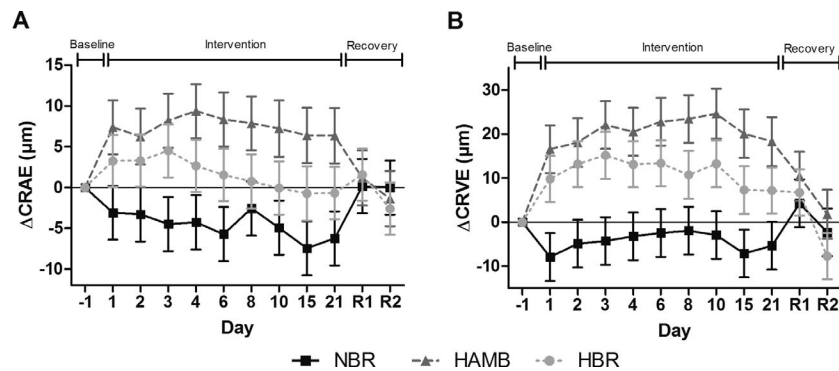 A
Baseline Intervention Recovery
15
10
5
0
-5
-10
ΔCRAE (μm)
-1 1 2 3 4 6 8 10 15 21 R1 R2
Day
B
Baseline Intervention Recovery
30
20
10
0
-10
ΔCRVE (μm)
-1 1 2 3 4 6 8 10 15 21 R1 R2
Day
NBR HAMB HBR